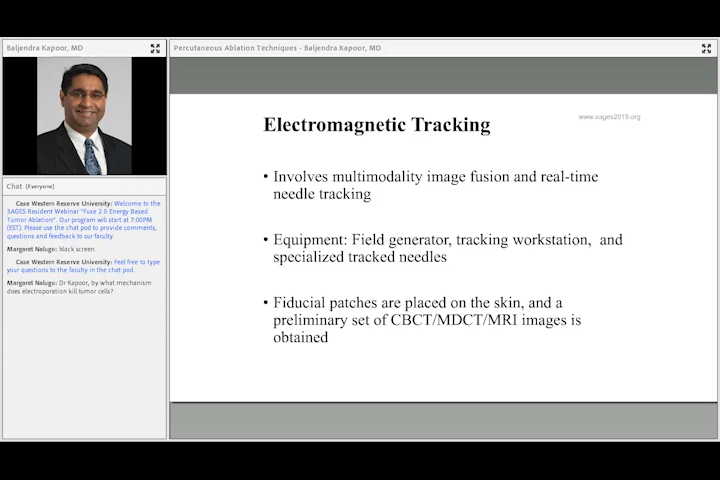 Baljendra Kapoor, MD
Percutaneous Ablation Techniques - Baljendra Kapoor, MD
Chat (Everyone)
Case Western Reserve University: Welcome to the
SAGES Resident Webinar "Fuse 2.0 Energy Based
Tumor Ablation". Our program will start at 7:00PM
(EST). Please use the chat pod to provide comments,
questions and feedback to our faculty
Margaret Nalugo: black screen
Case Western Reserve University: Feel free to type
your questions to the faculty in the chat pod.
Margaret Nalugo: Dr Kapoor, by what mechanism
does electroporation kill tumor cells?
www.sages2019.org
Electromagnetic Tracking
• Involves multimodality image fusion and real-time
needle tracking
• Equipment: Field generator, tracking workstation, and
specialized tracked needles
• Fiducial patches are placed on the skin, and a
preliminary set of CBCT/MDCT/MRI images is
obtained